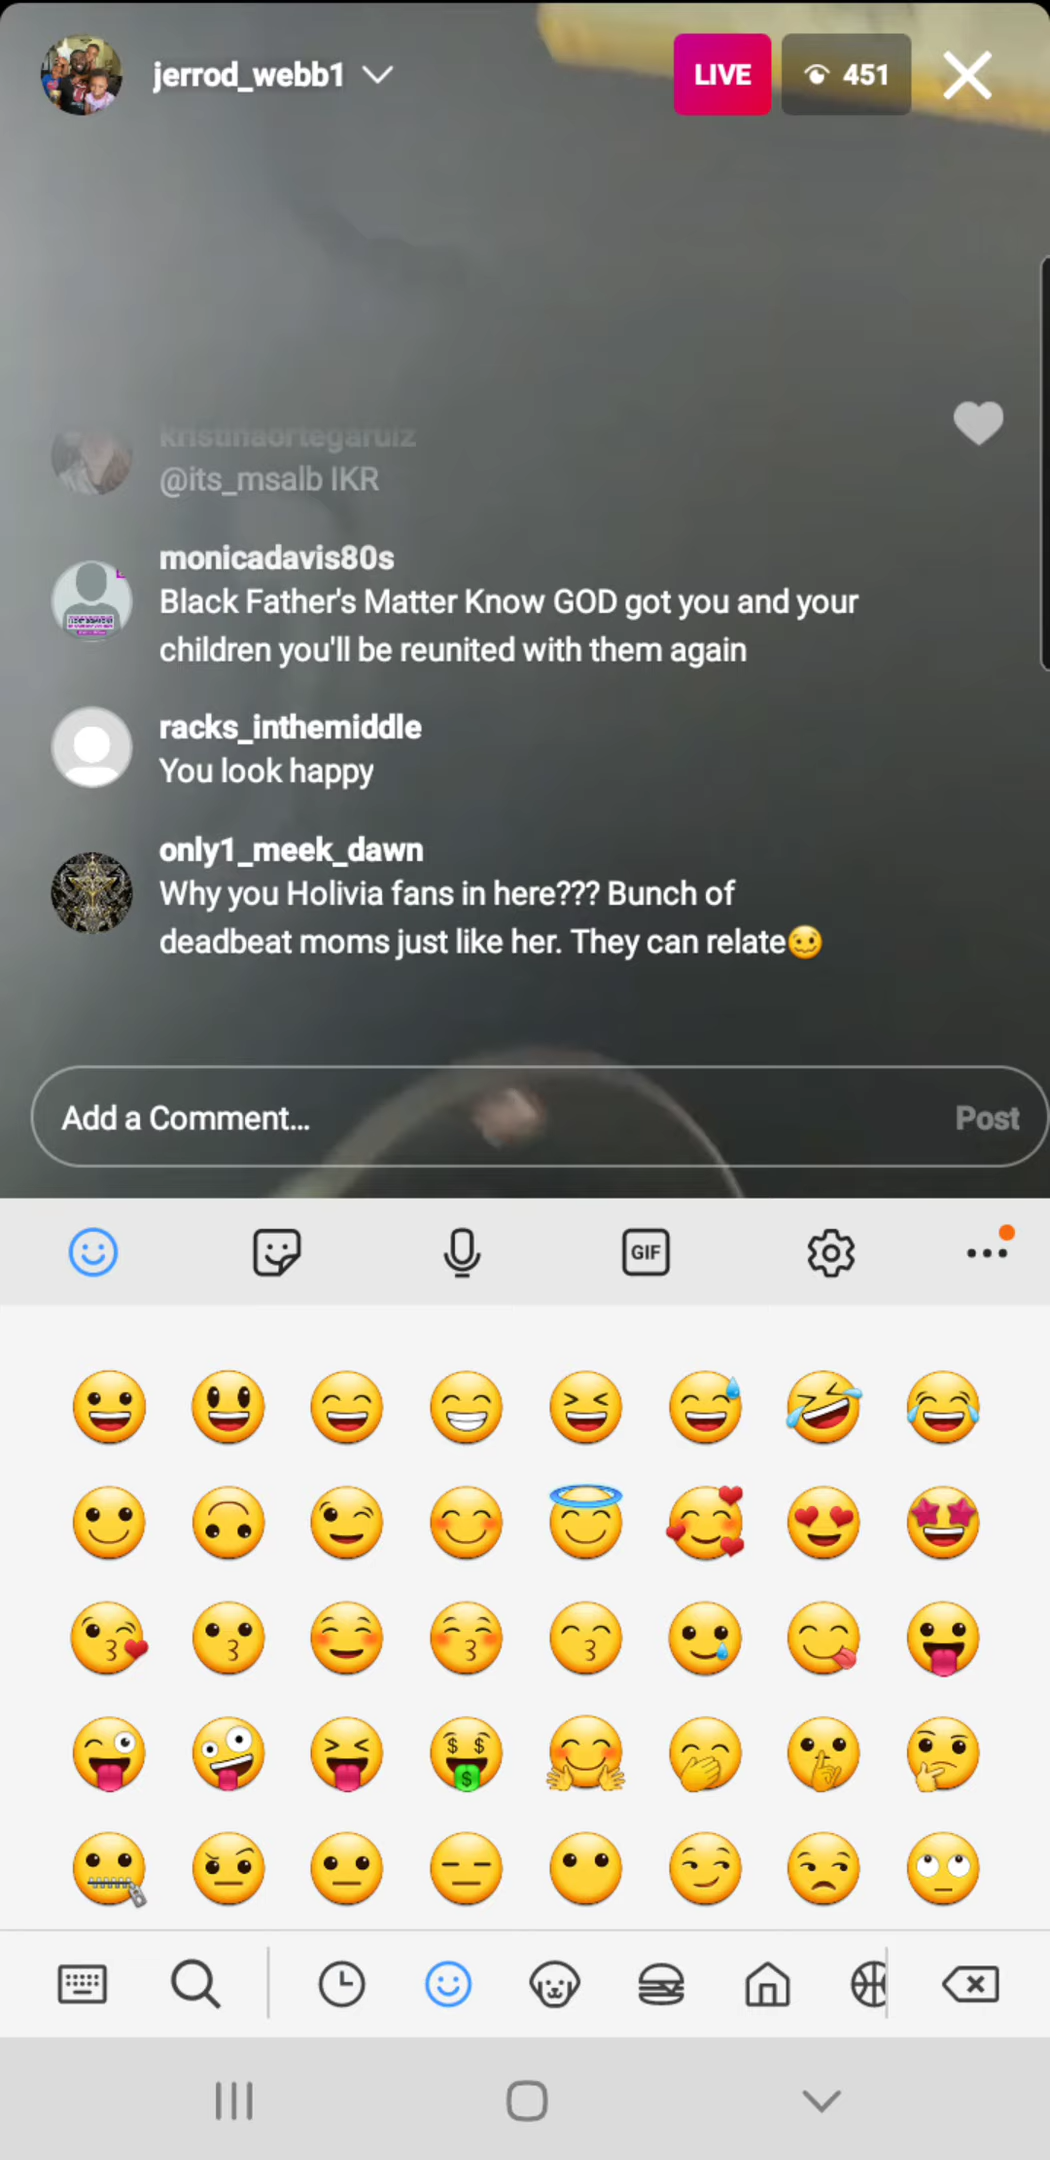 jerrod_webb1
LIVE
451
kristinaortegaruiz
@its_msalb IKR
monicadavis80s
Black Father's Matter Know GOD got you and your
children you'll be reunited with them again
racks_inthemiddle
You look happy
only1_meek_dawn
Why you Holivia fans in here??? Bunch of
deadbeat moms just like her. They can relate🥴
Add a Comment...
Post
GIF